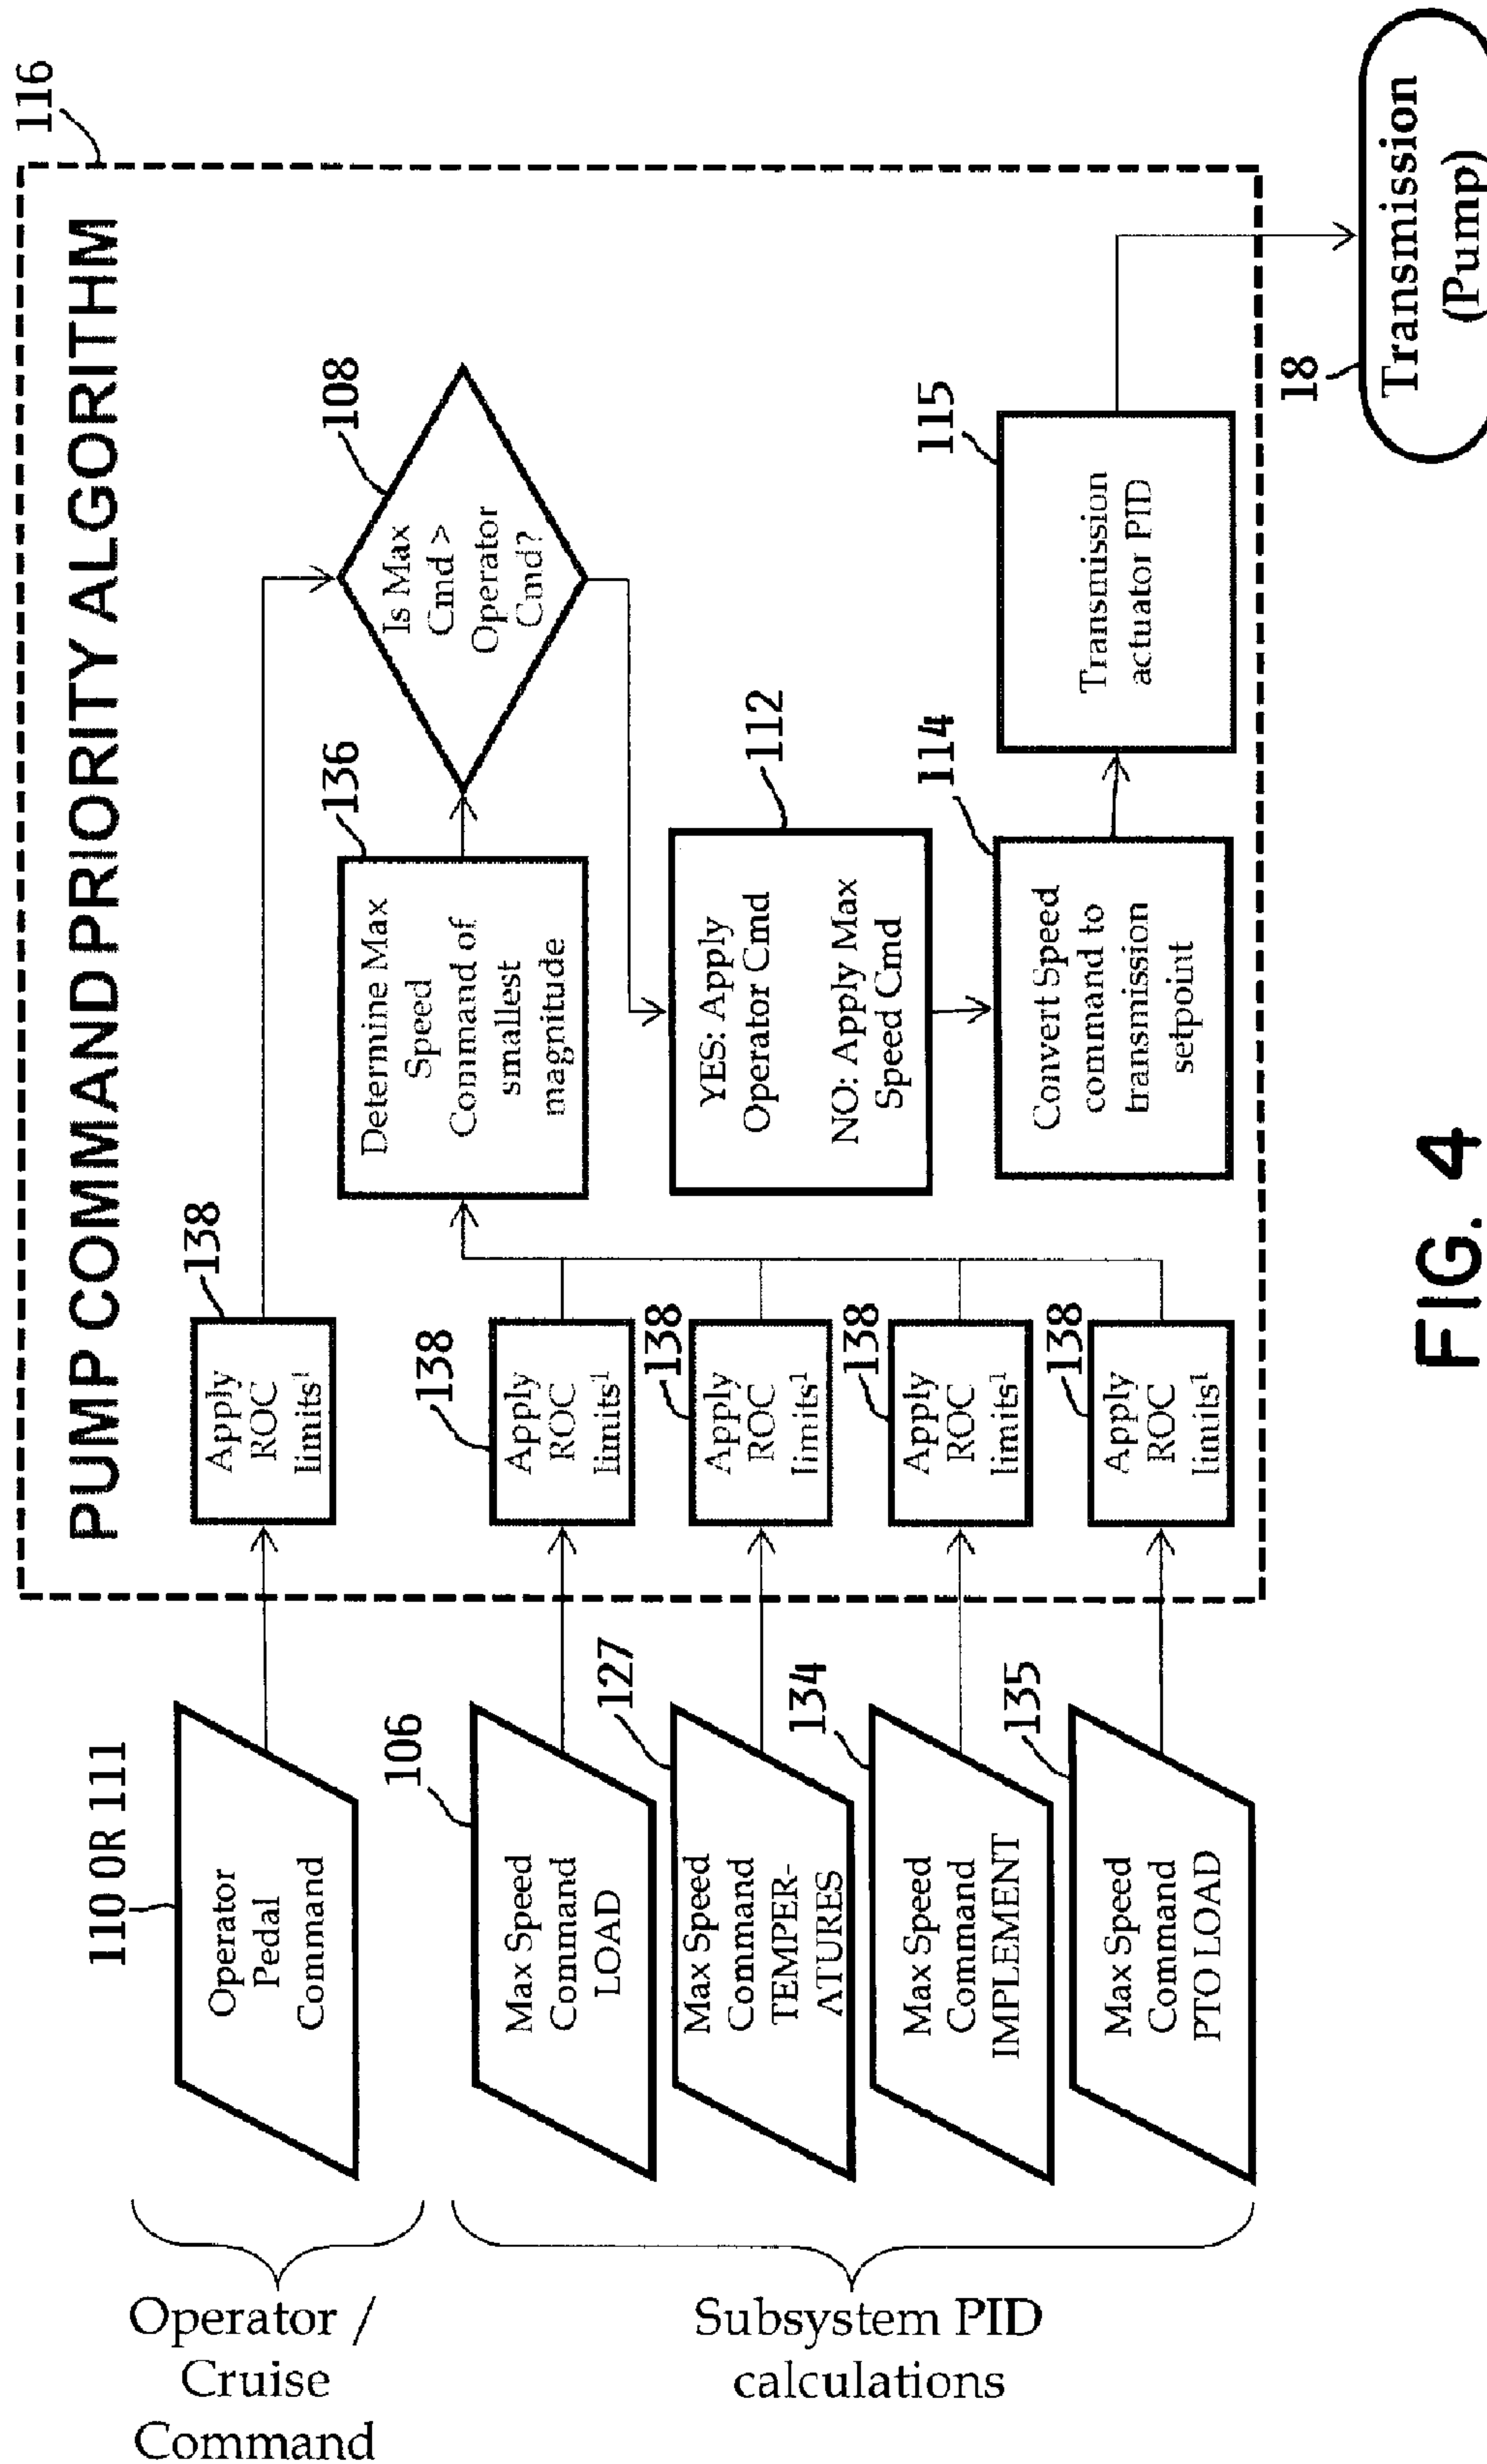 116
PUMP COMMAND PRIORITY ALGORITHM
110 OR 111
Operator
Pedal
Command
138
Apply
ROC
limits¹
Operator /
Cruise
Command
106
Max Speed
Command
LOAD
138
Apply
ROC
limits¹
127
Max Speed
Command
TEMPER-
ATURES
138
Apply
ROC
limits¹
134
Max Speed
Command
IMPLEMENT
138
Apply
ROC
limits¹
135
Max Speed
Command
PTO LOAD
138
Apply
ROC
limits¹
Subsystem PID
calculations
136
Determine Max
Speed
Command of
smallest
magnitude
108
Is Max
Cmd >
Operator
Cmd?
112
YES: Apply
Operator Cmd
NO: Apply Max
Speed Cmd
114
Convert Speed
command to
transmission
setpoint
115
Transmission
actuator PID
18
Transmission
(Pump)
FIG. 4